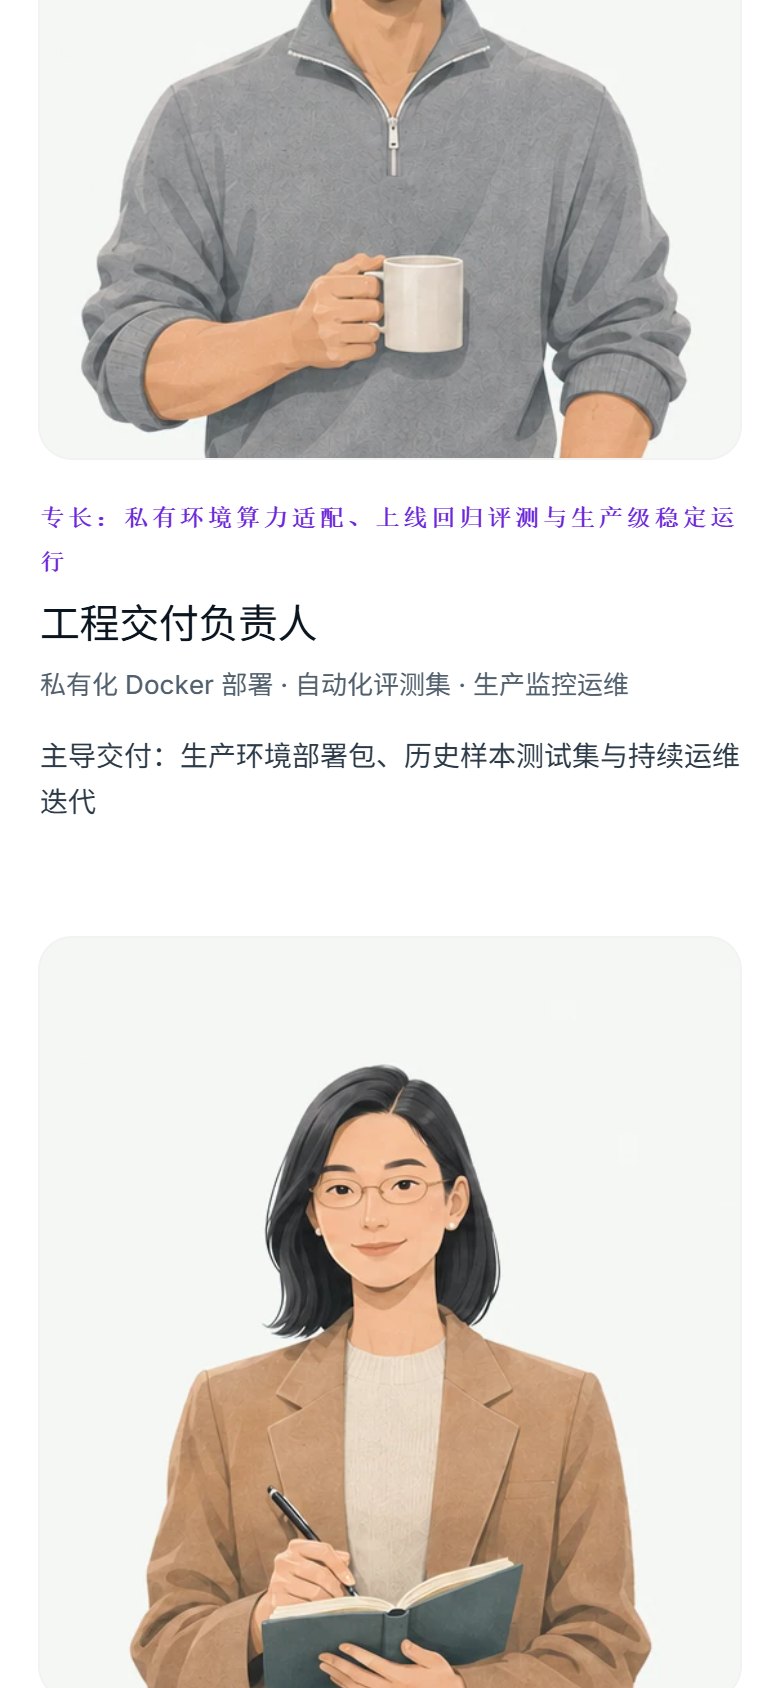 专长：私有环境算力适配、上线回归评测与生产级稳定运
行
工程交付负责人
私有化 Docker 部署 · 自动化评测集 · 生产监控运维
主导交付：生产环境部署包、历史样本测试集与持续运维
迭代